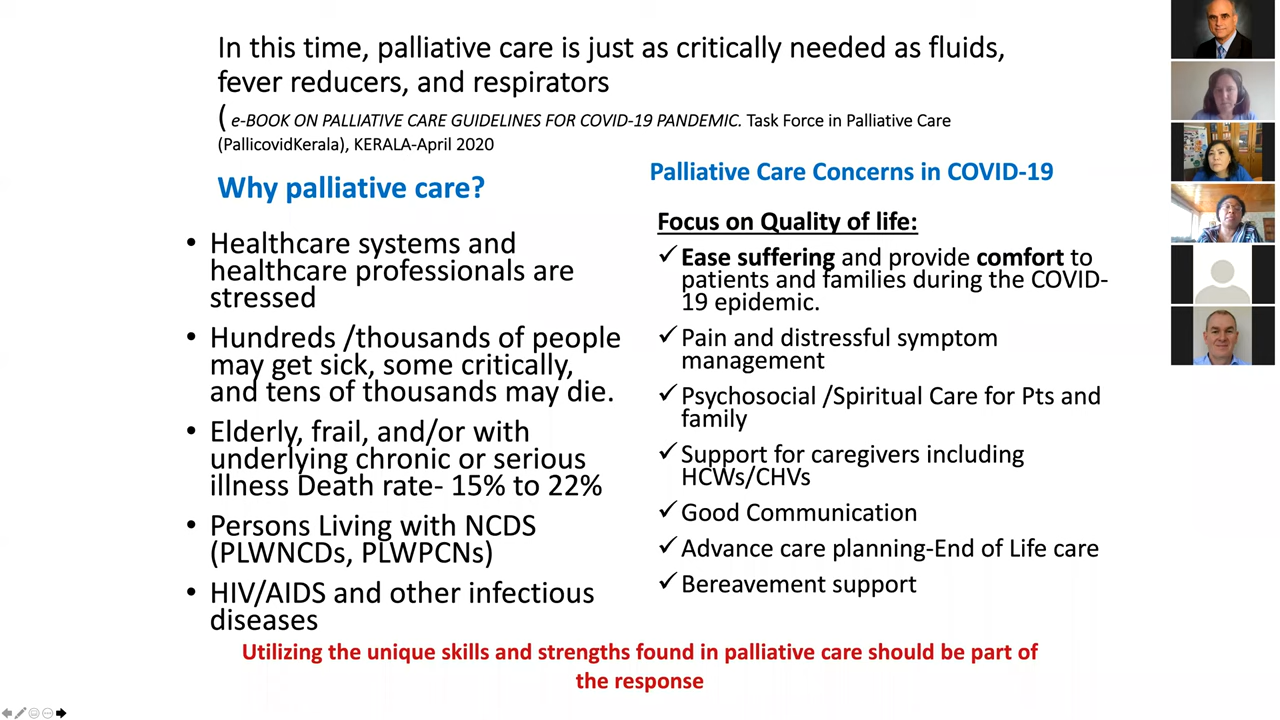 In this time, palliative care is just as critically needed as fluids,
fever reducers, and respirators
( e-BOOK ON PALLIATIVE CARE GUIDELINES FOR COVID-19 PANDEMIC. Task Force in Palliative Care
(PallicovidKerala), KERALA-April 2020
Why palliative care?
• Healthcare systems and
healthcare professionals are
stressed
• Hundreds /thousands of people
may get sick, some critically,
and tens of thousands may die.
• Elderly, frail, and/or with
underlying chronic or serious
illness Death rate- 15% to 22%
• Persons Living with NCDS
(PLWNCDs, PLWPCNs)
• HIV/AIDS and other infectious
diseases
Palliative Care Concerns in COVID-19
Focus on Quality of life:
✓ Ease suffering and provide comfort to
patients and families during the COVID-
19 epidemic.
✓ Pain and distressful symptom
management
✓ Psychosocial /Spiritual Care for Pts and
family
✓ Support for caregivers including
HCWs/CHVs
✓ Good Communication
✓ Advance care planning-End of Life care
✓ Bereavement support
Utilizing the unique skills and strengths found in palliative care should be part of
the response